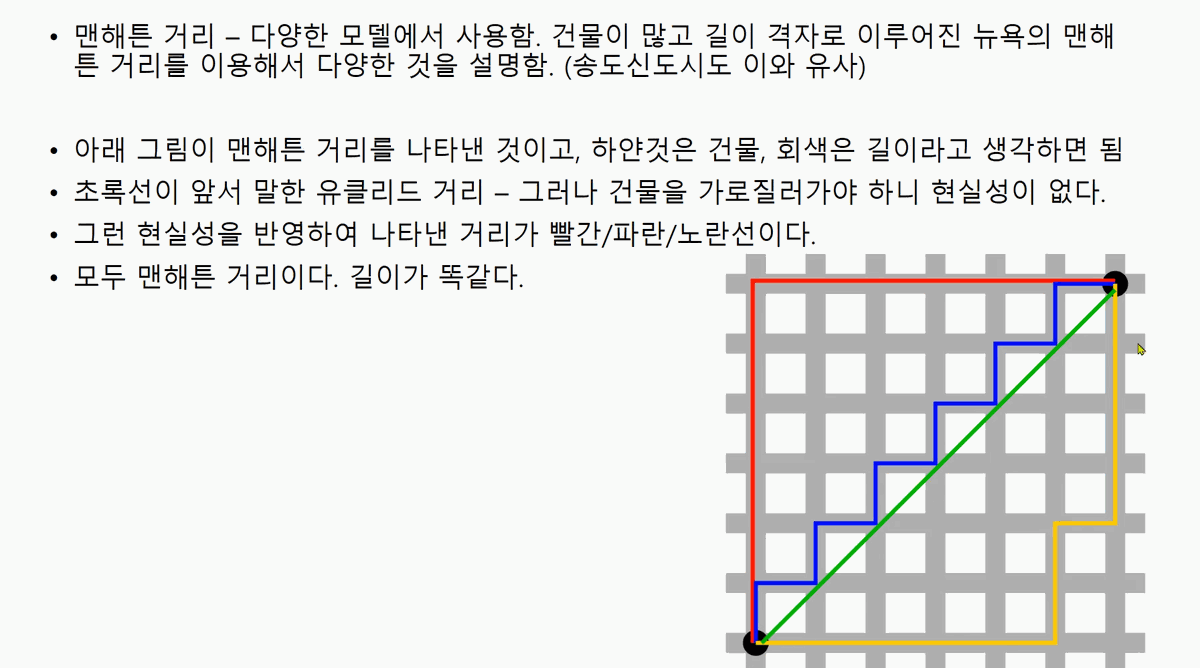 • 맨해튼 거리 – 다양한 모델에서 사용함. 건물이 많고 길이 격자로 이루어진 뉴욕의 맨해
튼 거리를 이용해서 다양한 것을 설명함. (송도신도시도 이와 유사)
• 아래 그림이 맨해튼 거리를 나타낸 것이고, 하얀것은 건물, 회색은 길이라고 생각하면 됨
• 초록선이 앞서 말한 유클리드 거리 – 그러나 건물을 가로질러가야 하니 현실성이 없다.
• 그런 현실성을 반영하여 나타낸 거리가 빨간/파란/노란선이다.
• 모두 맨해튼 거리이다. 길이가 똑같다.